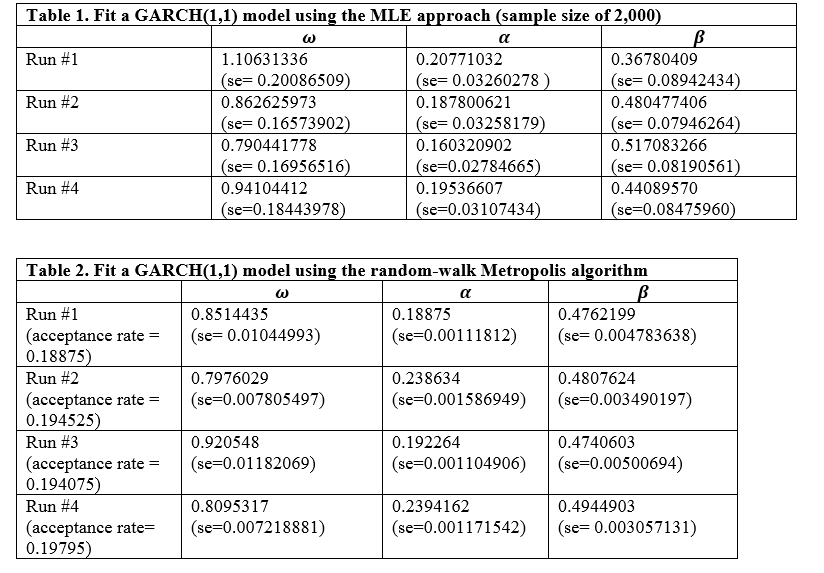 Table 1. Fit a GARCH(1,1) model using the MLE approach (sample size of 2,000)
ω α β
Run #1 1.10631336 0.20771032 0.36780409
(se= 0.20086509) (se= 0.03260278 ) (se= 0.08942434)
Run #2 0.862625973 0.187800621 0.480477406
(se= 0.16573902) (se= 0.03258179) (se= 0.07946264)
Run #3 0.790441778 0.160320902 0.517083266
(se= 0.16956516) (se=0.02784665) (se= 0.08190561)
Run #4 0.94104412 0.19536607 0.44089570
(se=0.18443978) (se=0.03107434) (se=0.08475960)
Table 2. Fit a GARCH(1,1) model using the random-walk Metropolis algorithm
ω α β
Run #1 0.8514435 0.18875 0.4762199
(acceptance rate = (se= 0.01044993) (se=0.00111812) (se= 0.004783638)
0.18875)
Run #2 0.7976029 0.238634 0.4807624
(acceptance rate = (se=0.007805497) (se=0.001586949) (se=0.003490197)
0.194525)
Run #3 0.920548 0.192264 0.4740603
(acceptance rate = (se=0.01182069) (se=0.001104906) (se=0.00500694)
0.194075)
Run #4 0.8095317 0.2394162 0.4944903
(acceptance rate= (se=0.007218881) (se=0.001171542) (se= 0.003057131)
0.19795)